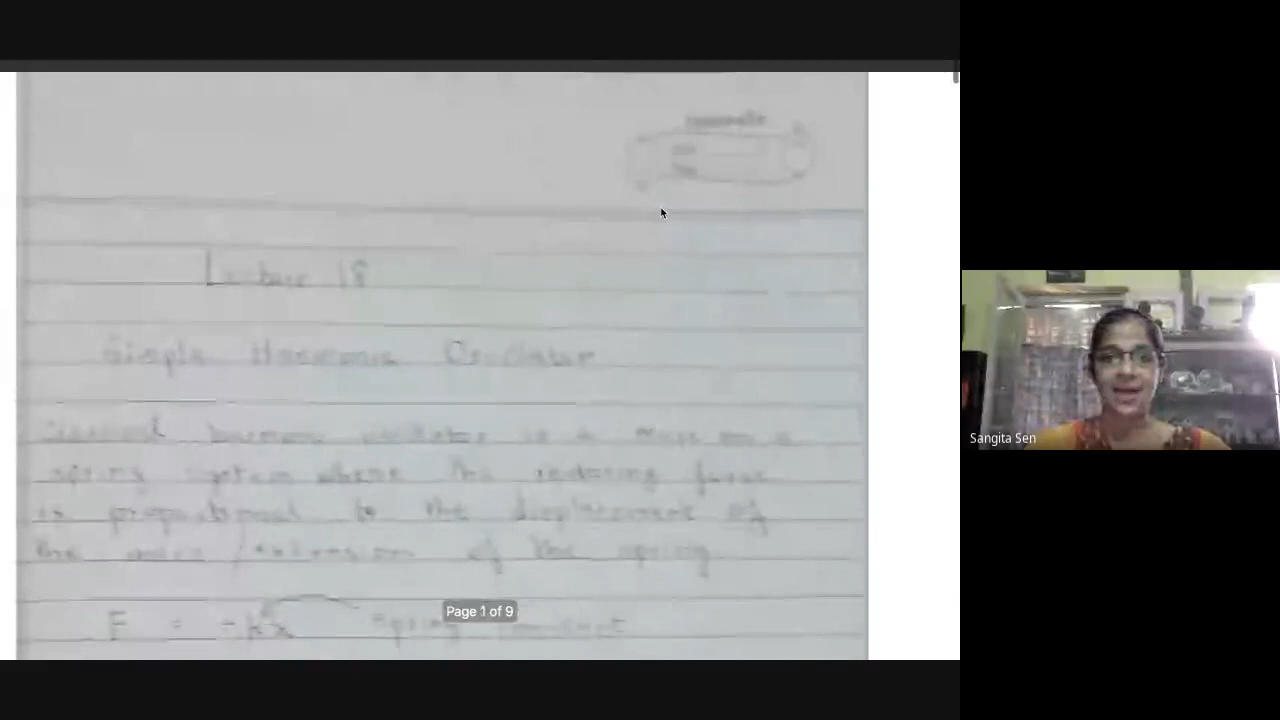 Lecture 18
Simple Harmonic Oscillator
harmonic oscillator is a mass on a
spring system where the restoring force
is proportional to the displacement of
the mass / extension of the spring
F = -kx spring constant
Page 1 of 9
Sangita Sen